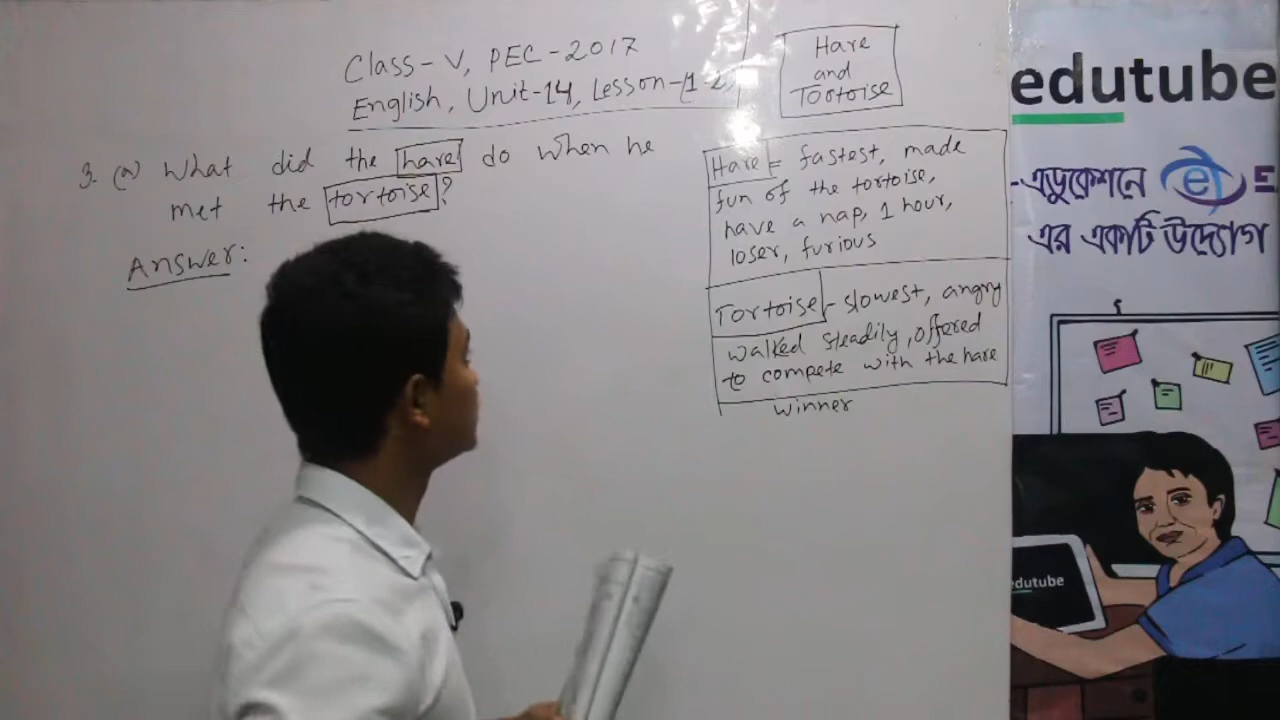 Class-V, PEC-2017
English, Unit-14, Lesson-(1-2)
Hare
and
Tortoise
3. (a) What did the hare do when he
met the tortoise?
Answer:
Hare = fastest, made
fun of the tortoise,
have a nap, 1 hour,
loser, furious
Tortoise - slowest, angry
walked steadily, offered
to compete with the hare
winner
edutube
-এডুকেশনে e E
এর একটি উদ্যোগ
edutube